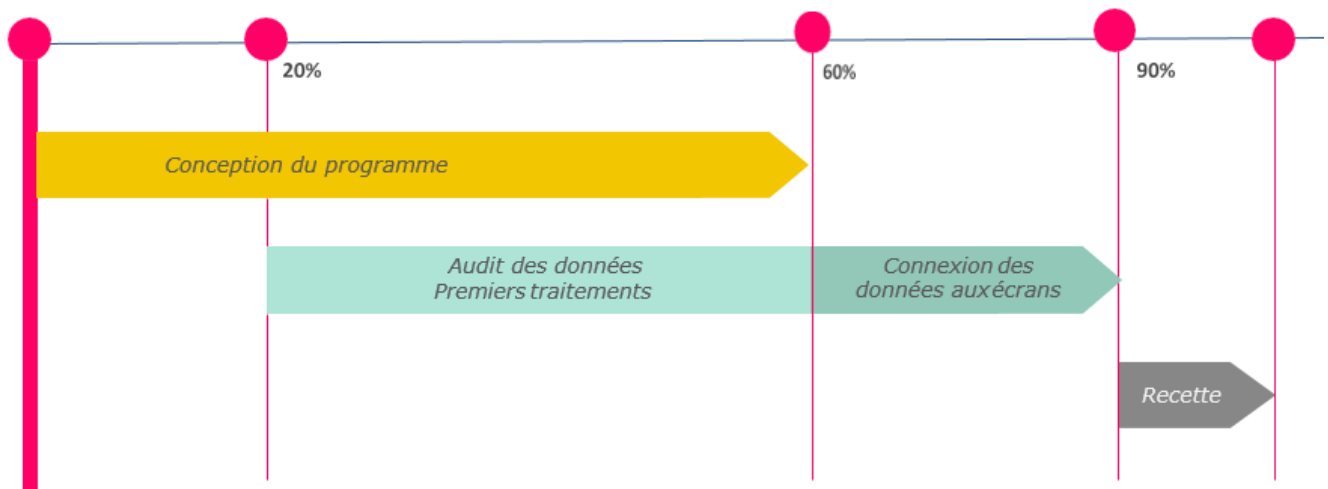 20%
60%
90%
Conception du programme
Audit des données
Premiers traitements
Connexion des
données aux écrans
Recette